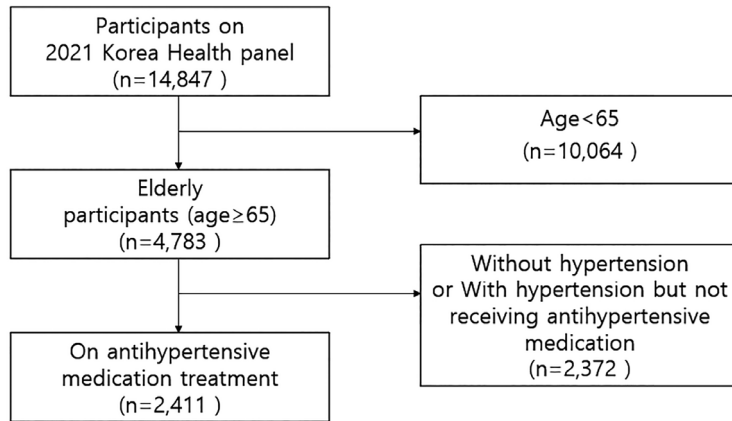 Participants on
2021 Korea Health panel
(n=14,847 )
Age<65
(n=10,064 )
Elderly
participants (age≥65)
(n=4,783 )
Without hypertension
or With hypertension but not
receiving antihypertensive
medication
(n=2,372 )
On antihypertensive
medication treatment
(n=2,411 )